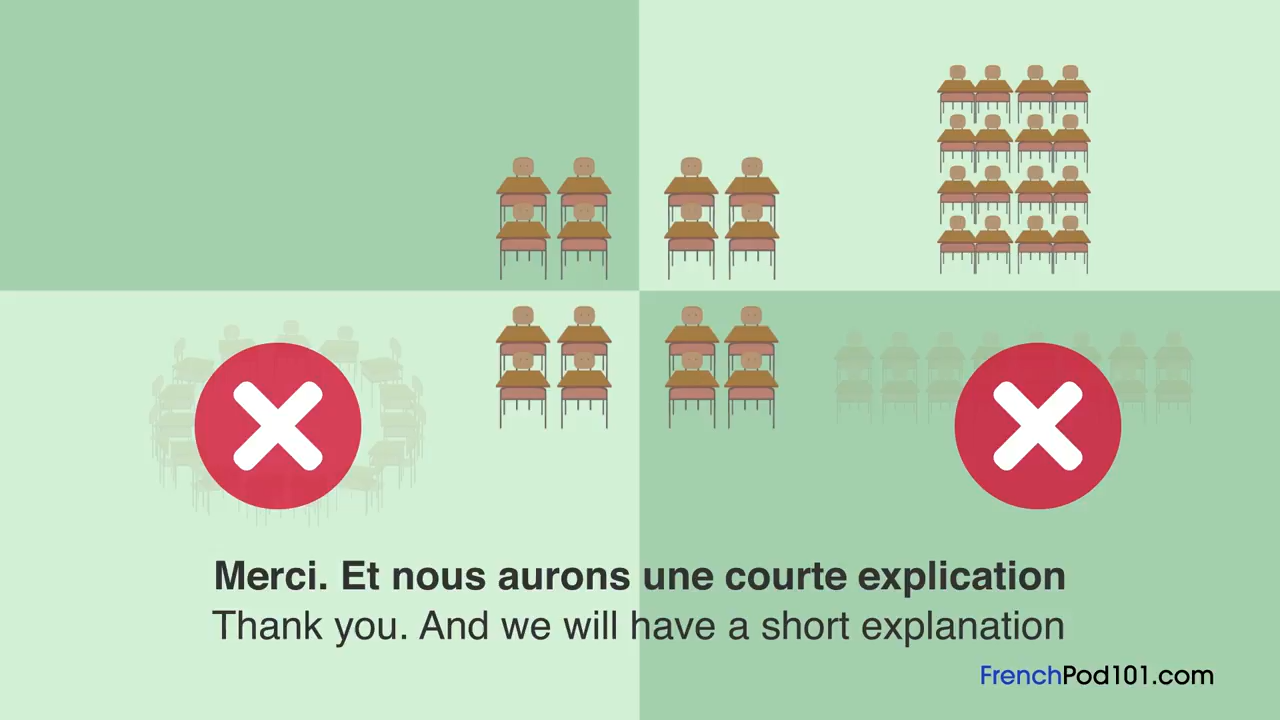 Merci. Et nous aurons une courte explication
Thank you. And we will have a short explanation
FrenchPod101.com